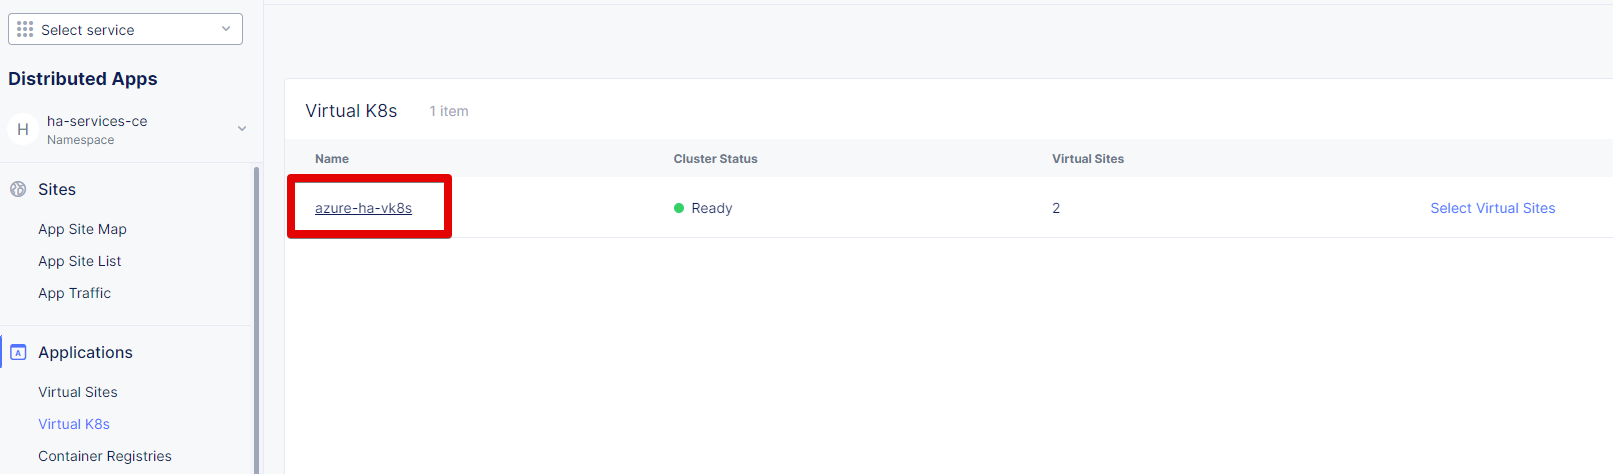 Select service
Distributed Apps
H
ha-services-ce
Namespace
Sites
App Site Map
App Site List
App Traffic
A
Applications
Virtual Sites
Virtual K8s
Container Registries
Virtual K8s 1 item
Name Cluster Status Virtual Sites
azure-ha-vk8s Ready 2 Select Virtual Sites